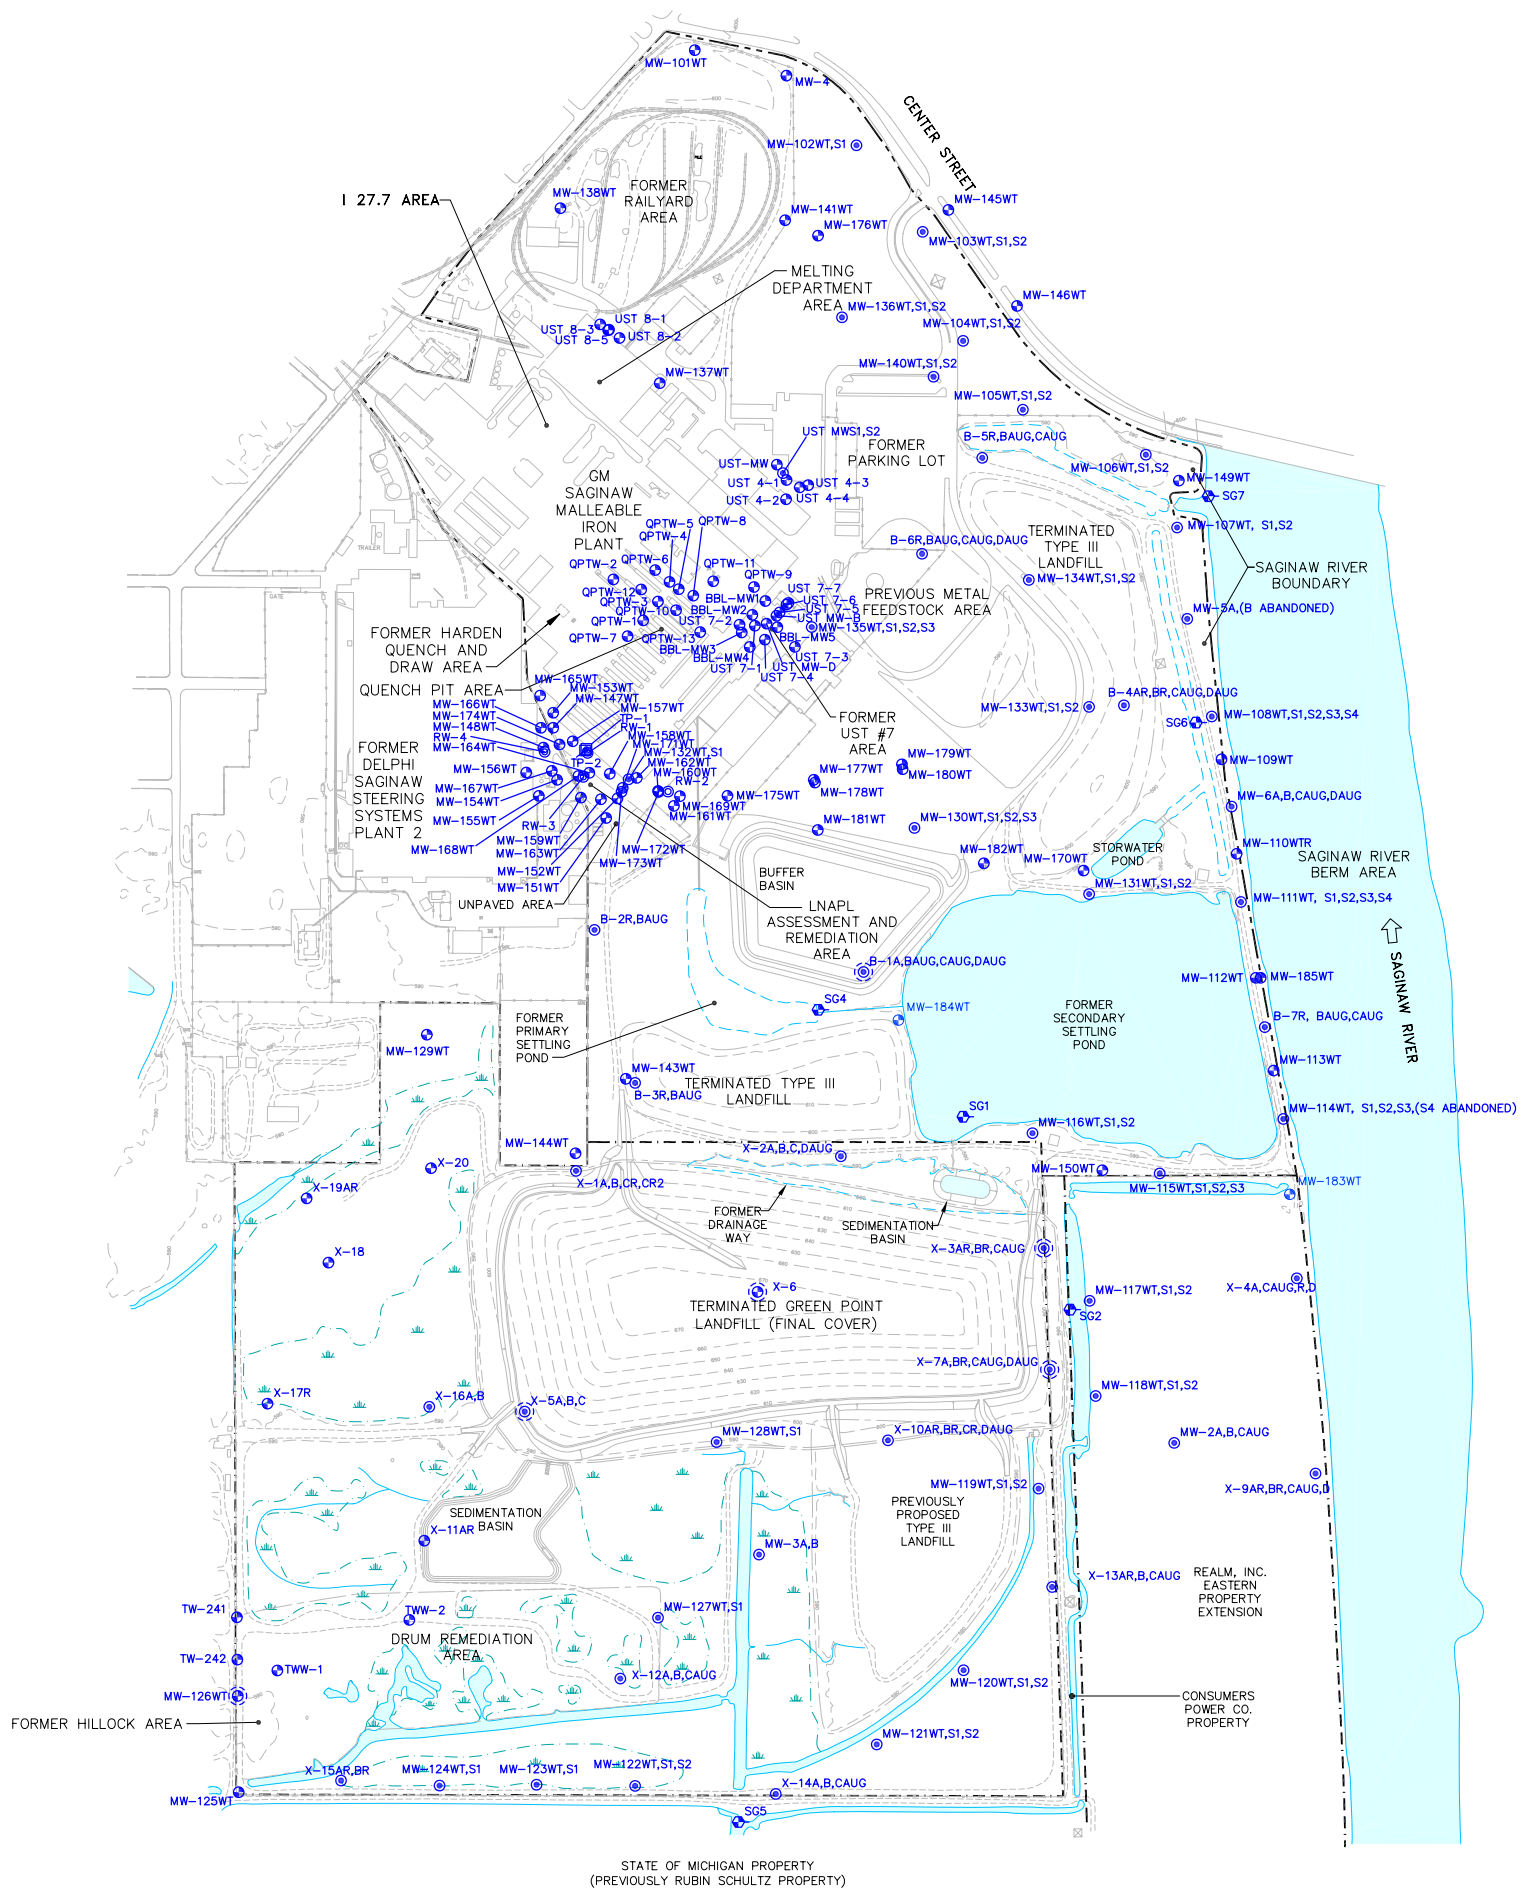 MW-101WT
MW-4
CENTER STREET
MW-102WT,S1
I 27.7 AREA
MW-138WT
FORMER
RAILYARD
AREA
MW-141WT
MW-176WT
MW-145WT
MW-103WT,S1,S2
MELTING
DEPARTMENT
AREA
MW-136WT,S1,S2
MW-146WT
MW-104WT,S1,S2
UST 8-1
UST 8-3
UST 8-2
UST 8-5
MW-137WT
MW-140WT,S1,S2
MW-105WT,S1,S2
UST MWS1,S2
FORMER
PARKING LOT
B-5R,BAUG,CAUG
MW-106WT,S1,S2
MW-149WT
SG7
UST-MW
UST 4-1
UST 4-3
UST 4-2
UST 4-4
GM
SAGINAW
MALLEABLE
IRON
PLANT
QPTW-5
QPTW-8
QPTW-4
MW-107WT, S1,S2
TERMINATED
TYPE III
LANDFILL
B-6R,BAUG,CAUG,DAUG
TRAILER
GATE
QPTW-6
QPTW-11
QPTW-2
QPTW-9
QPTW-12
QPTW-3
QPTW-10
QPTW-1
QPTW-7
QPTW-13
UST 7-7
BBL-MW1
UST 7-6
BBL-MW2
UST 7-5
UST 7-2
UST MW-B
MW-135WT,S1,S2,S3
BBL-MW5
BBL-MW3
BBL-MW4
UST 7-3
UST 7-1
UST MW-D
UST 7-4
MW-134WT,S1,S2
PREVIOUS METAL
FEEDSTOCK AREA
SAGINAW RIVER
BOUNDARY
MW-5A,(B ABANDONED)
FORMER HARDEN
QUENCH AND
DRAW AREA
QUENCH PIT AREA
MW-165WT
MW-153WT
MW-166WT
MW-147WT
MW-174WT
MW-157WT
MW-148WT
TP-1
RW-4
RW-1
MW-164WT
MW-158WT
MW-171WT
MW-132WT,S1
MW-162WT
TP-2
MW-160WT
RW-2
MW-156WT
MW-167WT
MW-154WT
MW-169WT
MW-155WT
MW-161WT
RW-3
MW-168WT
MW-159WT
MW-163WT
MW-172WT
MW-152WT
MW-173WT
MW-151WT
UNPAVED AREA
FORMER
DELPHI
SAGINAW
STEERING
SYSTEMS
PLANT 2
FORMER
UST #7
AREA
MW-133WT,S1,S2
B-4AR,BR,CAUG,DAUG
SG6
MW-108WT,S1,S2,S3,S4
MW-179WT
MW-177WT
MW-180WT
MW-178WT
MW-175WT
MW-109WT
MW-6A,B,CAUG,DAUG
MW-181WT
MW-130WT,S1,S2,S3
MW-182WT
MW-170WT
STORWATER
POND
MW-110WTR
SAGINAW RIVER
BERM AREA
BUFFER
BASIN
MW-131WT,S1,S2
MW-111WT, S1,S2,S3,S4
LNAPL
ASSESSMENT AND
REMEDIATION
AREA
B-2R,BAUG
B-1A,BAUG,CAUG,DAUG
SAGINAW RIVER
MW-112WT
MW-185WT
SG4
MW-184WT
FORMER
SECONDARY
SETTLING
POND
B-7R, BAUG,CAUG
FORMER
PRIMARY
SETTLING
POND
MW-129WT
MW-143WT
B-3R,BAUG
TERMINATED TYPE III
LANDFILL
MW-113WT
SG1
MW-114WT, S1,S2,S3,(S4 ABANDONED)
MW-116WT,S1,S2
MW-144WT
X-2A,B,C,DAUG
X-20
X-1A,B,CR,CR2
MW-150WT
MW-115WT,S1,S2,S3
MW-183WT
X-19AR
FORMER
DRAINAGE
WAY
SEDIMENTATION
BASIN
X-3AR,BR,CAUG
X-18
X-6
TERMINATED GREEN POINT
LANDFILL (FINAL COVER)
MW-117WT,S1,S2
SG2
X-4A,CAUG,R,D
X-7A,BR,CAUG,DAUG
X-17R
X-16A,B
X-5A,B,C
MW-118WT,S1,S2
MW-128WT,S1
X-10AR,BR,CR,DAUG
MW-2A,B,CAUG
MW-119WT,S1,S2
X-9AR,BR,CAUG,D
SEDIMENTATION
BASIN
PREVIOUSLY
PROPOSED
TYPE III
LANDFILL
X-11AR
MW-3A,B
X-13AR,B,CAUG
REALM, INC.
EASTERN
PROPERTY
EXTENSION
TW-241
TWW-2
MW-127WT,S1
DRUM REMEDIATION
AREA
TW-242
TWW-1
X-12A,B,CAUG
MW-120WT,S1,S2
MW-126WT
FORMER HILLOCK AREA
CONSUMERS
POWER CO.
PROPERTY
MW-121WT,S1,S2
X-15AR,BR
MW-124WT,S1
MW-123WT,S1
MW-122WT,S1,S2
X-14A,B,CAUG
MW-125WT
SG5
STATE OF MICHIGAN PROPERTY
(PREVIOUSLY RUBIN SCHULTZ PROPERTY)